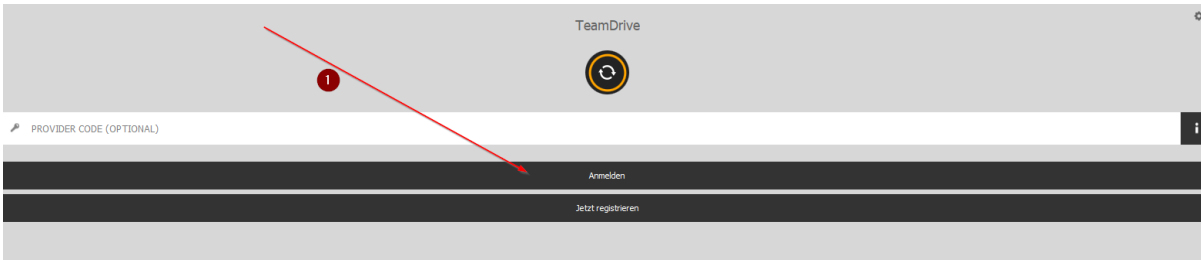 TeamDrive
1
PROVIDER CODE (OPTIONAL)
i
Anmelden
Jetzt registrieren